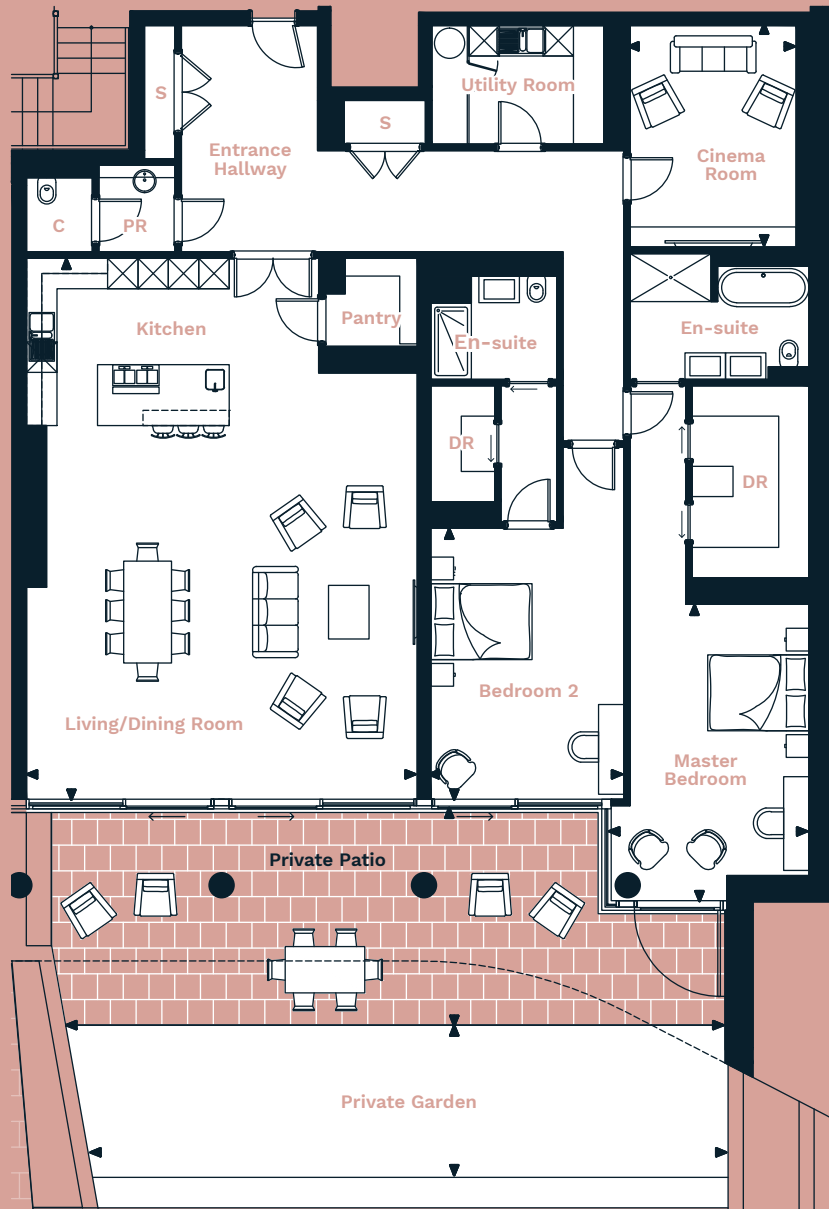 Utility Room
S
S
Entrance
Hallway
Cinema
Room
C
PR
Kitchen
Pantry
En-suite
En-suite
DR
DR
Bedroom 2
Living/Dining Room
Master
Bedroom
Private Patio
Private Garden